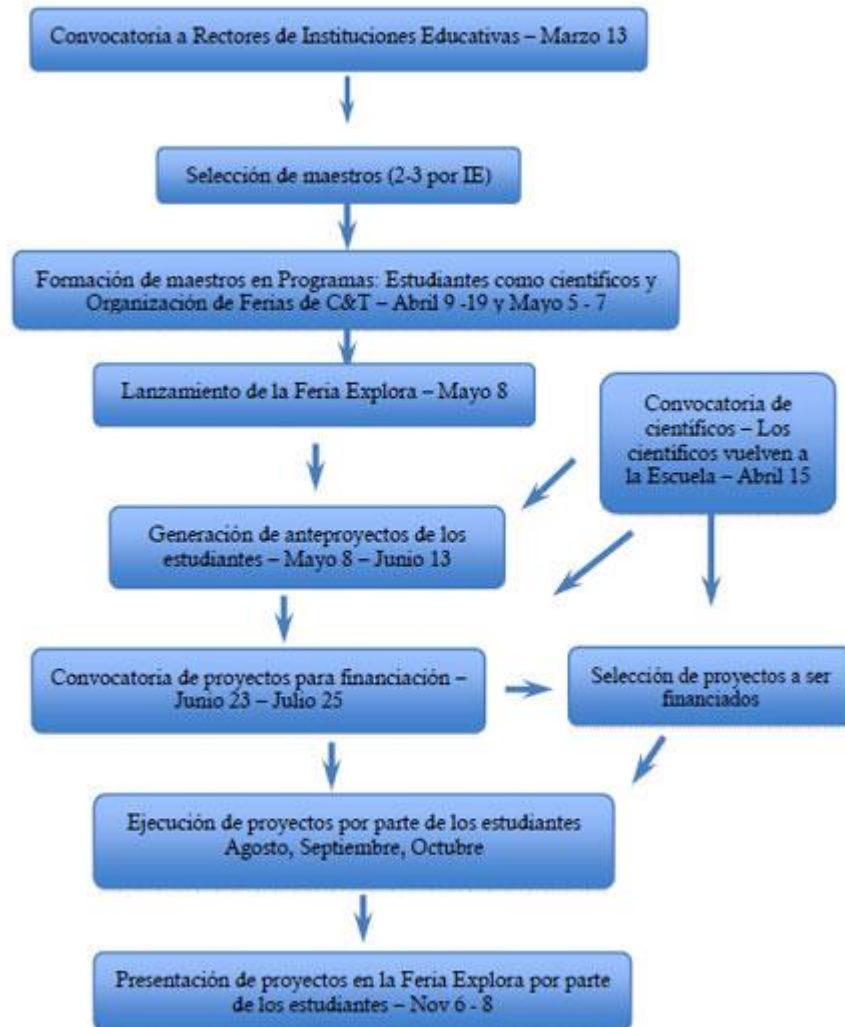 Convocatoria a Rectores de Instituciones Educativas – Marzo 13
Selección de maestros (2-3 por IE)
Formación de maestros en Programas: Estudiantes como científicos y
Organización de Ferias de C&T – Abril 9 -19 y Mayo 5 - 7
Lanzamiento de la Feria Explora – Mayo 8
Convocatoria de
científicos – Los
científicos vuelven a
la Escuela – Abril 15
Generación de anteproyectos de los
estudiantes – Mayo 8 – Junio 13
Convocatoria de proyectos para financiación –
Junio 23 – Julio 25
Selección de proyectos a ser
financiados
Ejecución de proyectos por parte de los estudiantes
Agosto, Septiembre, Octubre
Presentación de proyectos en la Feria Explora por parte
de los estudiantes – Nov 6 - 8